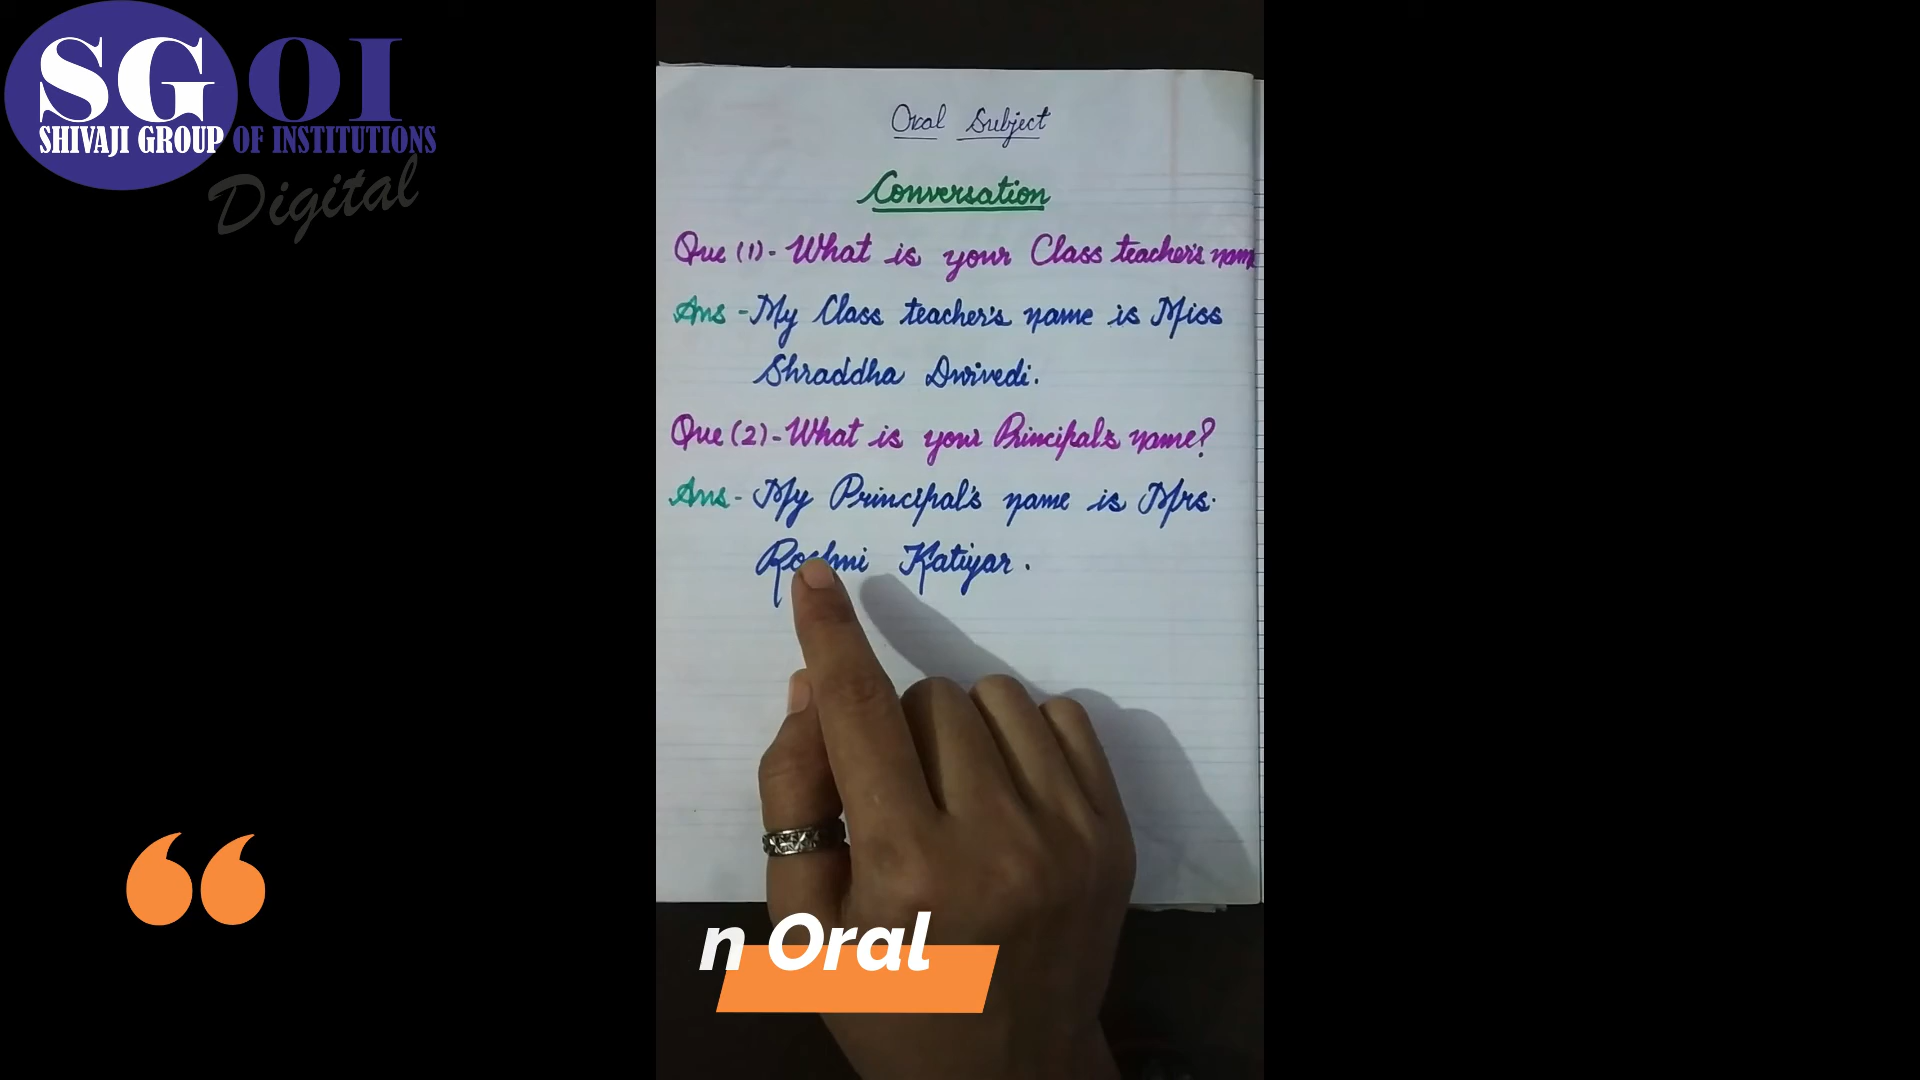 SGOI
SHIVAJI GROUP OF INSTITUTIONS
Digital
Oral Subject
Conversation
Que (1)- What is your Class teacher's name
Ans - My Class teacher's name is Miss
Shraddha Dwivedi.
Que (2)- What is your Principal's name?
Ans - My Principal's name is Mrs.
Katiyar.
n Oral